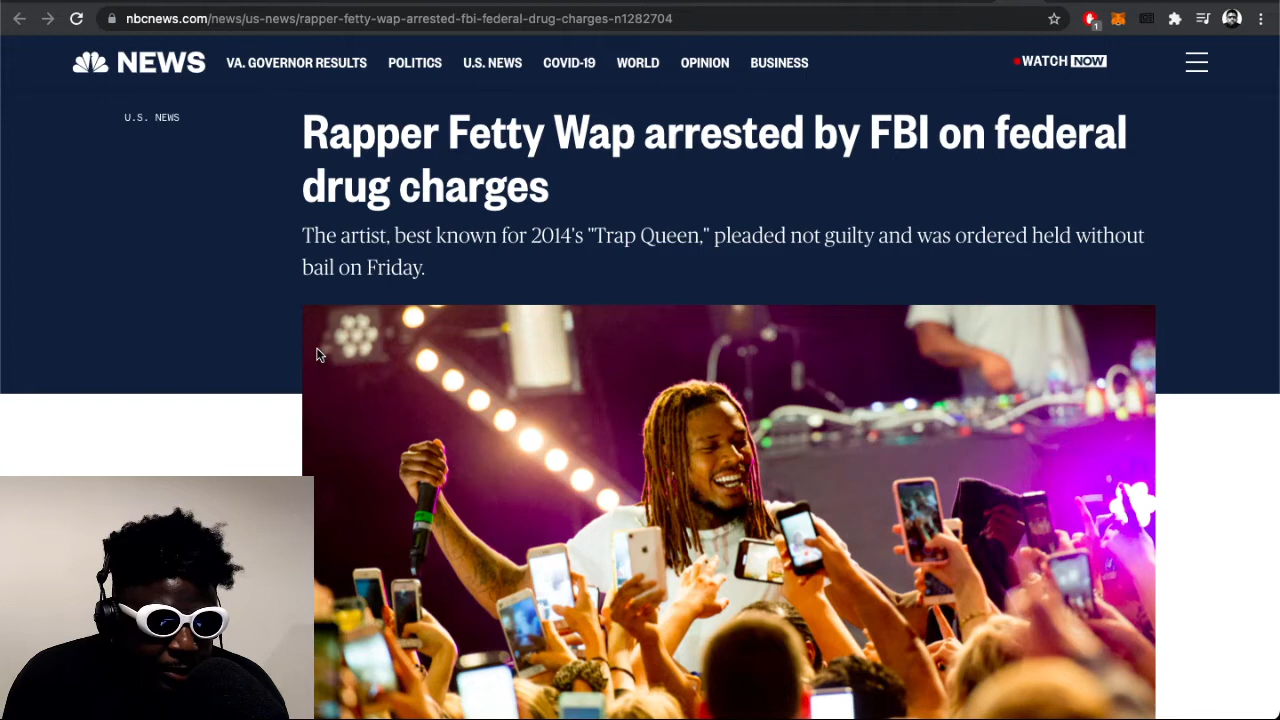 nbcnews.com/news/us-news/rapper-fetty-wap-arrested-fbi-federal-drug-charges-n1282704
1
NEWS VA. GOVERNOR RESULTS POLITICS U.S. NEWS COVID-19 WORLD OPINION BUSINESS WATCH NOW
U.S. NEWS
Rapper Fetty Wap arrested by FBI on federal
drug charges
The artist, best known for 2014's "Trap Queen," pleaded not guilty and was ordered held without
bail on Friday.